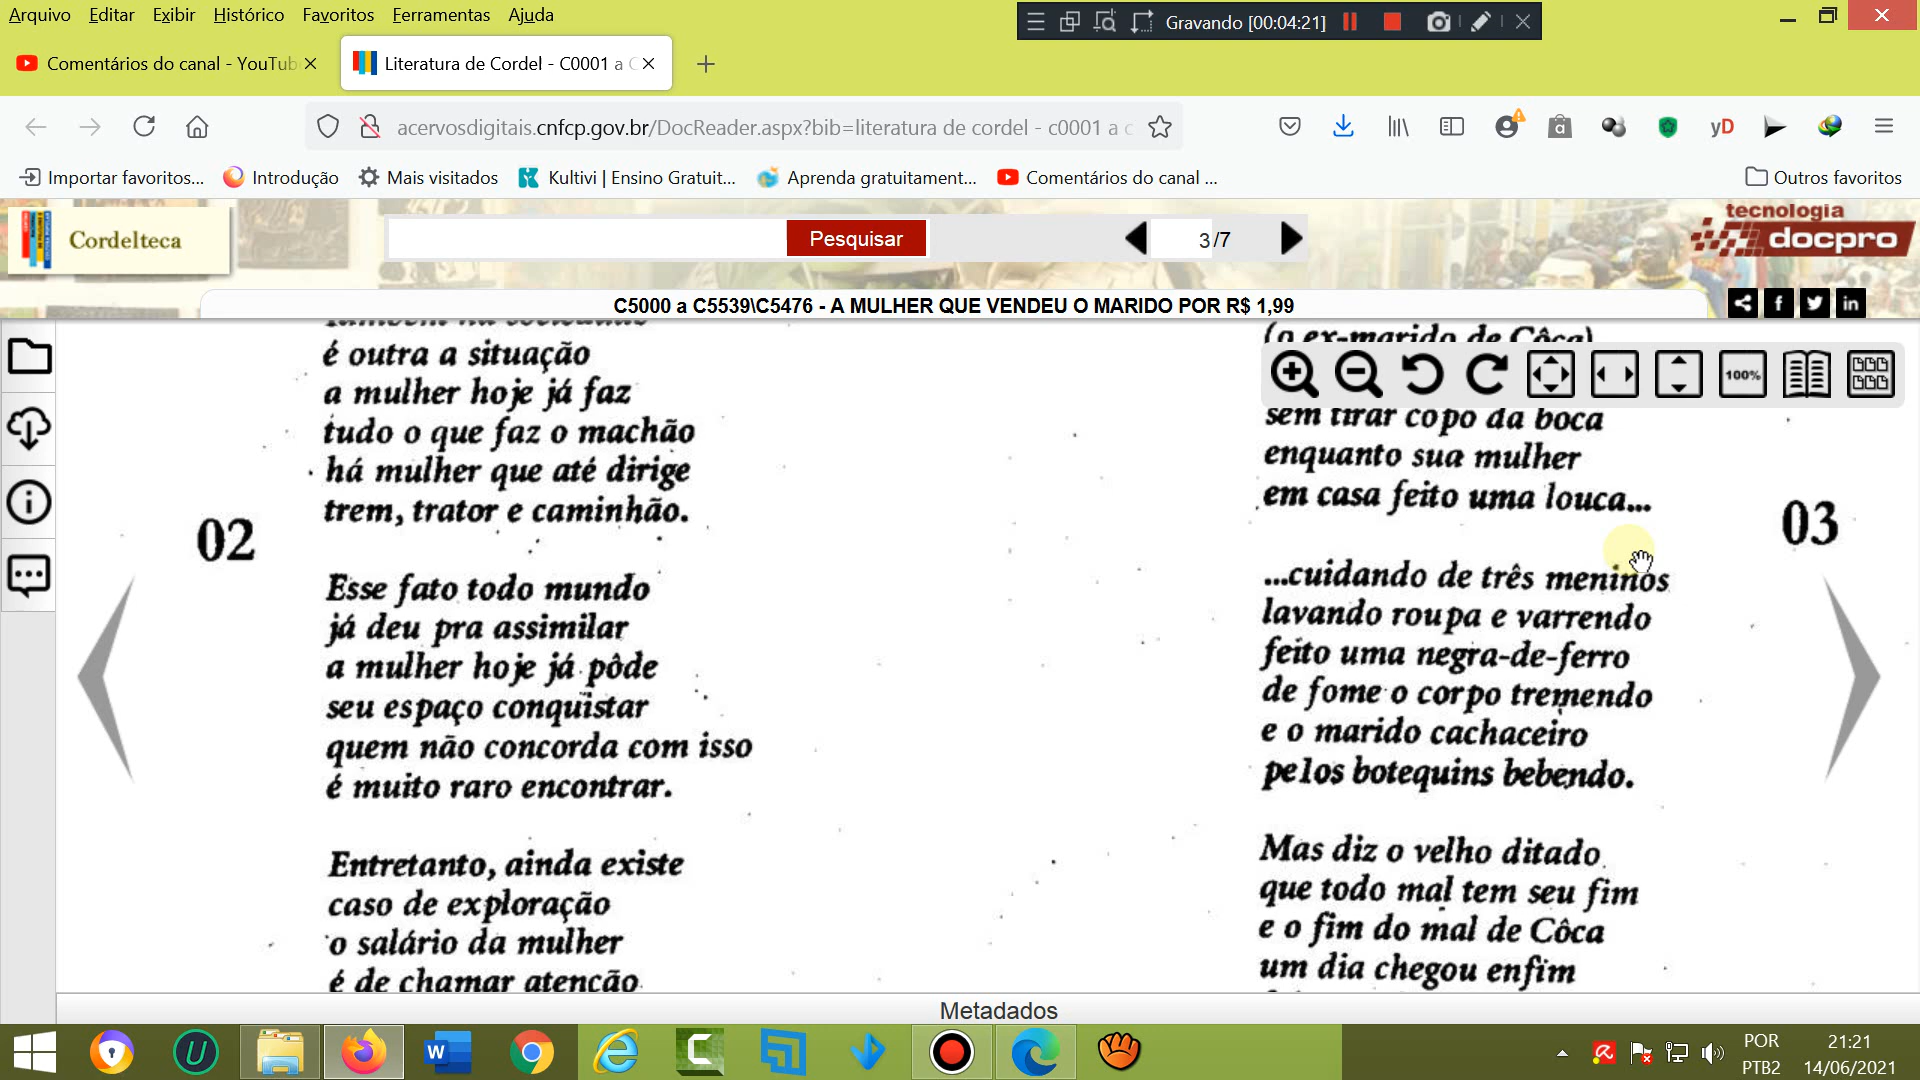 Arquivo Editar Exibir Histórico Favoritos Ferramentas Ajuda
Gravando [00:04:21]
Comentários do canal - YouTub
Literatura de Cordel - C0001 a C
acervosdigitais.cnfcp.gov.br/DocReader.aspx?bib=literatura de cordel - c0001 a c
yD
Importar favoritos...
Introdução
Mais visitados
Kultivi | Ensino Gratuit...
Aprenda gratuitament...
Comentários do canal ...
Outros favoritos
Cordelteca
Pesquisar
3 /7
tecnologia
docpro
C5000 a C5539\C5476 - A MULHER QUE VENDEU O MARIDO POR R$ 1,99
100%
02
é outra a situação
a mulher hoje já faz
tudo o que faz o machão
há mulher que até dirige
trem, trator e caminhão.
Esse fato todo mundo
já deu pra assimilar
a mulher hoje já pôde
seu espaço conquistar
quem não concorda com isso
é muito raro encontrar.
Entretanto, ainda existe
caso de exploração
o salário da mulher
é de chamar atenção
03
(o ex-marido de Côca)
sem tirar copo da boca
enquanto sua mulher
em casa feito uma louca...
...cuidando de três meninos
lavando roupa e varrendo
feito uma negra-de-ferro
de fome o corpo tremendo
e o marido cachaceiro
pelos botequins bebendo.
Mas diz o velho ditado
que todo mal tem seu fim
e o fim do mal de Côca
um dia chegou enfim
Metadados
POR
PTB2
21:21
14/06/2021